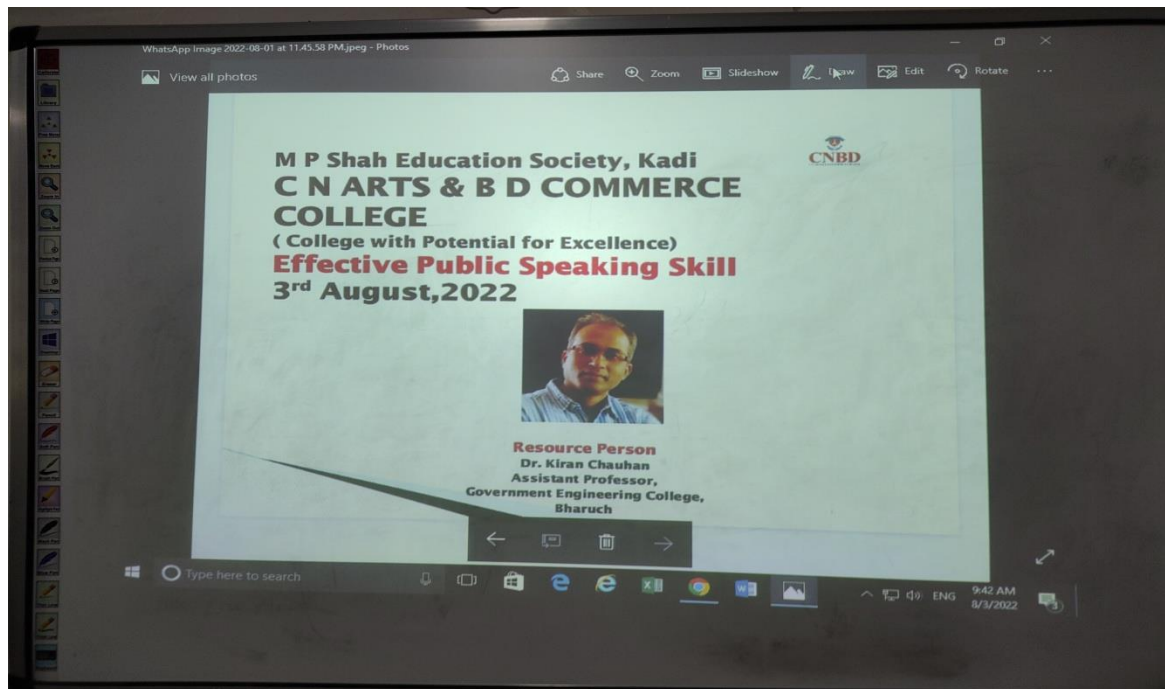 WhatsApp Image 2022-08-01 at 11.45.58 PM.jpeg - Photos
View all photos
Share Zoom Slideshow Draw Edit Rotate
CNBD
M P Shah Education Society, Kadi
C N ARTS & B D COMMERCE
COLLEGE
( College with Potential for Excellence)
Effective Public Speaking Skill
3rd August,2022
Resource Person
Dr. Kiran Chauhan
Assistant Professor,
Government Engineering College,
Bharuch
Type here to search
ENG
9:42 AM
8/3/2022
3